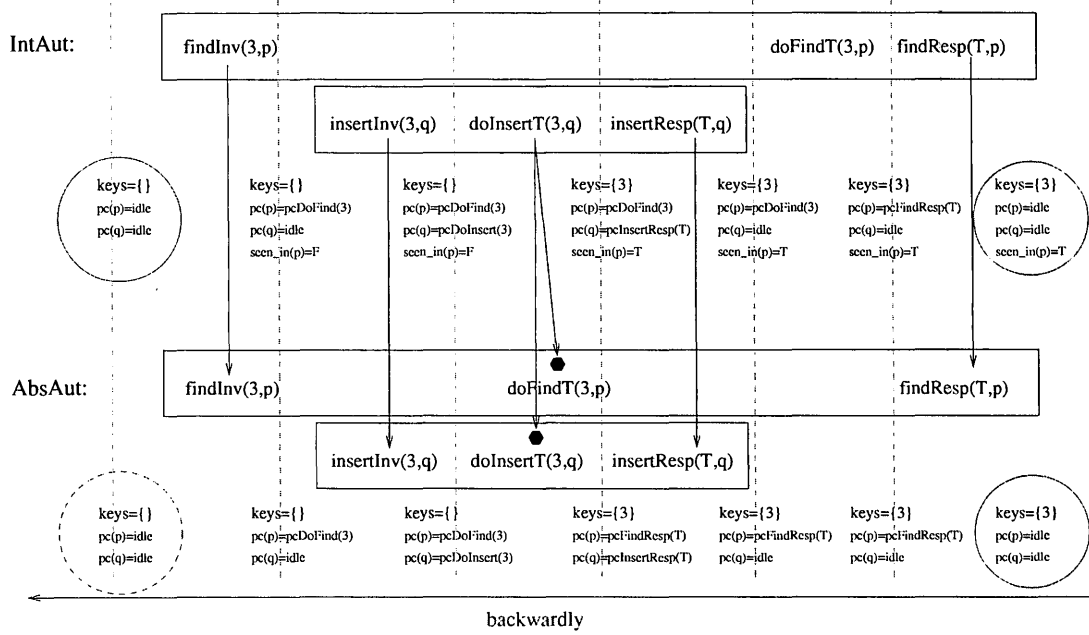 IntAut: findInv(3,p) doFindT(3,p) findResp(T,p)
insertInv(3,q) doInsertT(3,q) insertResp(T,q)
keys={} keys={} keys={} keys={3} keys={3} keys={3} keys={3}
pc(p)=idle pc(p)=pcDoFind(3) pc(p)=pcDoFind(3) pc(p)=pcDoFind(3) pc(p)=pcDoFind(3) pc(p)=pcFindResp(T) pc(p)=idle
pc(q)=idle pc(q)=idle pc(q)=pcDoInsert(3) pc(q)=pcInsertResp(T) pc(q)=idle pc(q)=idle pc(q)=idle
seen_in(p)=F seen_in(p)=F seen_in(p)=T seen_in(p)=T seen_in(p)=T seen_in(p)=T
AbsAut: findInv(3,p) doFindT(3,p) findResp(T,p)
insertInv(3,q) doInsertT(3,q) insertResp(T,q)
keys={} keys={} keys={} keys={3} keys={3} keys={3} keys={3}
pc(p)=idle pc(p)=pcDoFind(3) pc(p)=pcDoFind(3) pc(p)=pcFindResp(T) pc(p)=pcFindResp(T) pc(p)=pcFindResp(T) pc(p)=idle
pc(q)=idle pc(q)=idle pc(q)=pcDoInsert(3) pc(q)=pcInsertResp(T) pc(q)=idle pc(q)=idle pc(q)=idle
backwardly